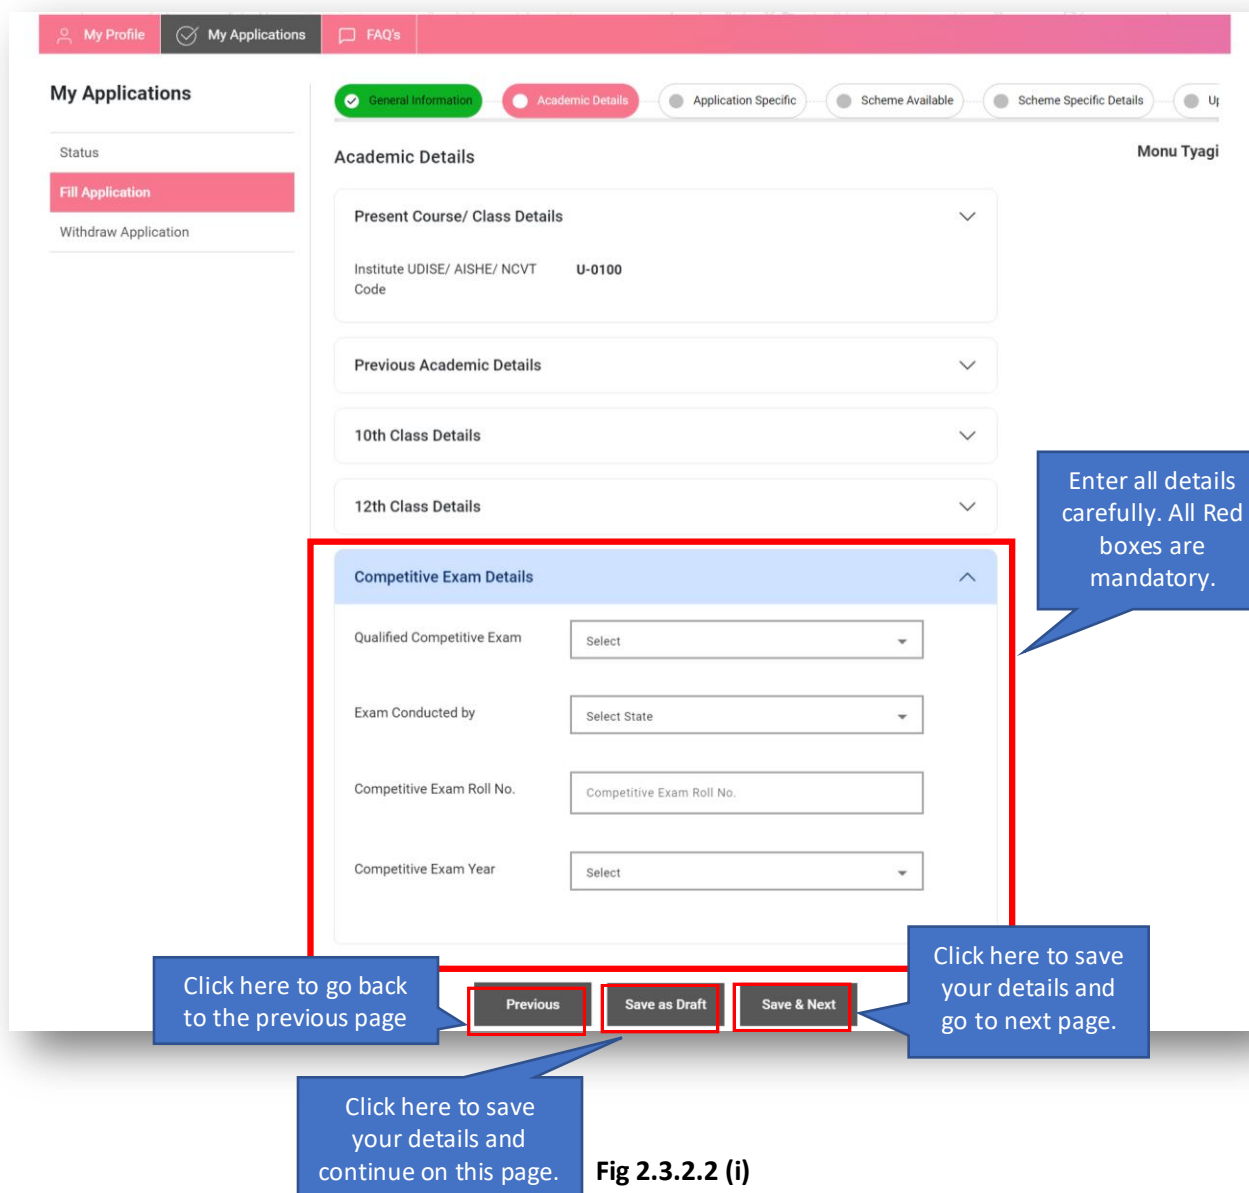 My Profile
My Applications
FAQ's
My Applications
Status
Fill Application
Withdraw Application
General Information
Academic Details
Application Specific
Scheme Available
Scheme Specific Details
Academic Details
Monu Tyagi
Present Course/ Class Details
Institute UDISE/ AISHE/ NCVT
Code
U-0100
Previous Academic Details
10th Class Details
12th Class Details
Enter all details
carefully. All Red
boxes are
mandatory.
Competitive Exam Details
Qualified Competitive Exam
Select
Exam Conducted by
Select State
Competitive Exam Roll No.
Competitive Exam Roll No.
Competitive Exam Year
Select
Click here to go back
to the previous page
Previous
Save as Draft
Save & Next
Click here to save
your details and
go to next page.
Click here to save
your details and
continue on this page.
Fig 2.3.2.2 (i)